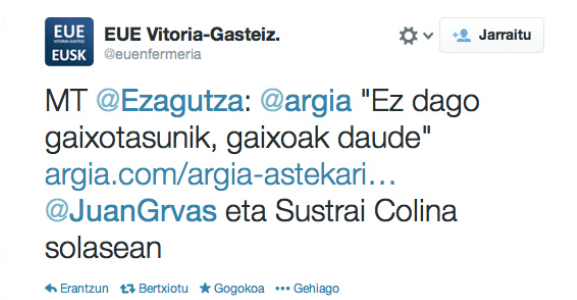 EUE
VITORIA-GASTEIZ
EUSK
EUE Vitoria-Gasteiz.
@euenfermeria
Jarraitu
MT @Ezagutza: @argia "Ez dago
gaixotasunik, gaixoak daude"
argia.com/argia-astekari…
@JuanGrvas eta Sustrai Colina
solasean
Erantzun Bertxiotu Gogokoa Gehiago